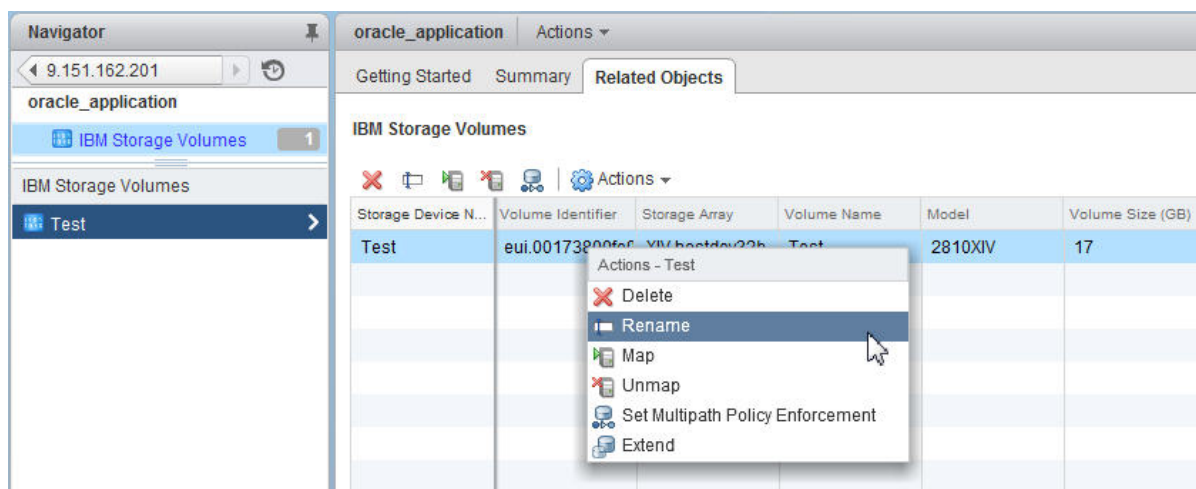 Navigator
9.151.162.201
oracle_application
IBM Storage Volumes 1
IBM Storage Volumes
Test
oracle_application Actions
Getting Started Summary Related Objects
IBM Storage Volumes
Actions
Storage Device N... Volume Identifier Storage Array Volume Name Model Volume Size (GB)
Test Test 2810XIV 17
Actions - Test
Delete
Rename
Map
Unmap
Set Multipath Policy Enforcement
Extend